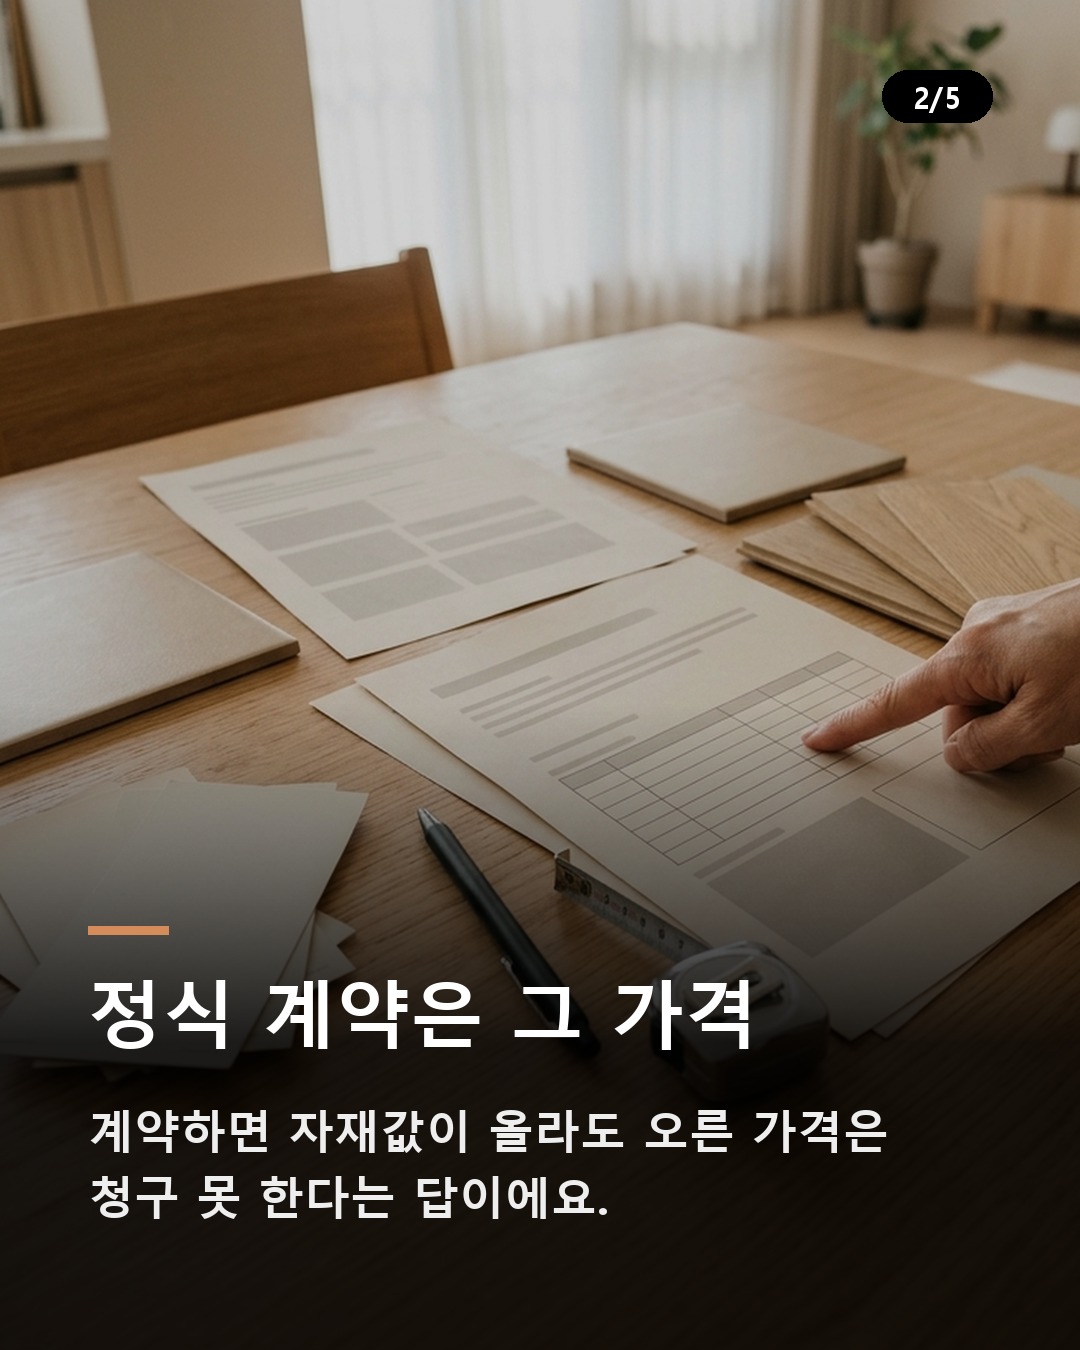 2/5
정식 계약은 그 가격
계약하면 자재값이 올라도 오른 가격은
청구 못 한다는 답이에요.